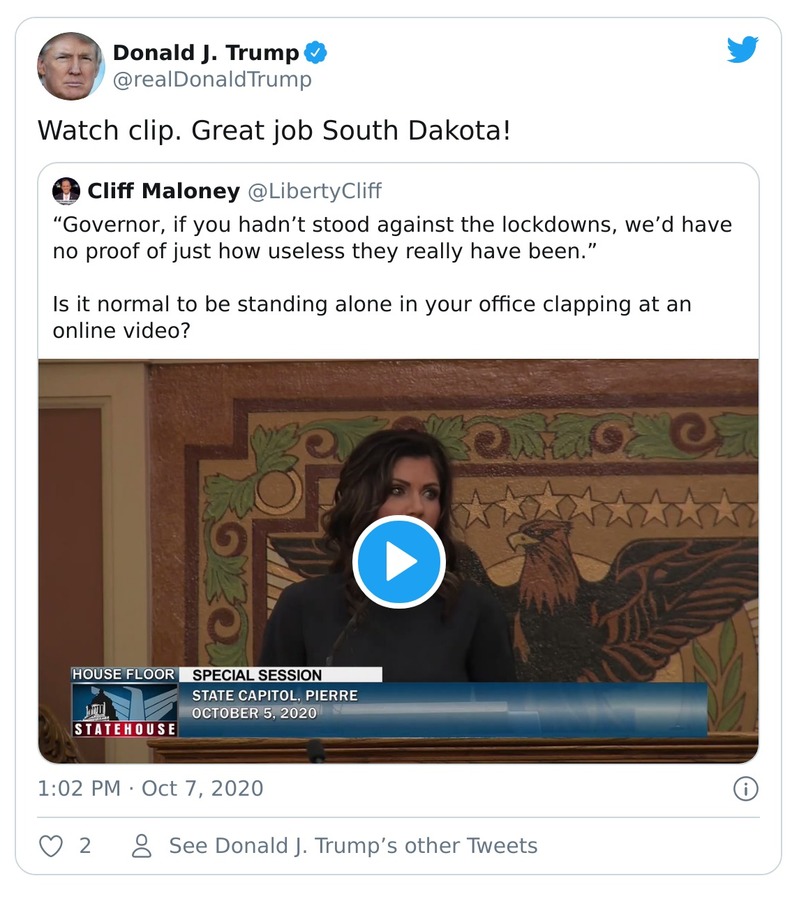 Donald J. Trump
@realDonaldTrump
Watch clip. Great job South Dakota!
Cliff Maloney @LibertyCliff
“Governor, if you hadn’t stood against the lockdowns, we’d have
no proof of just how useless they really have been.”
Is it normal to be standing alone in your office clapping at an
online video?
HOUSE FLOOR SPECIAL SESSION
STATE CAPITOL, PIERRE
OCTOBER 5, 2020
STATEHOUSE
1:02 PM · Oct 7, 2020
2 See Donald J. Trump’s other Tweets